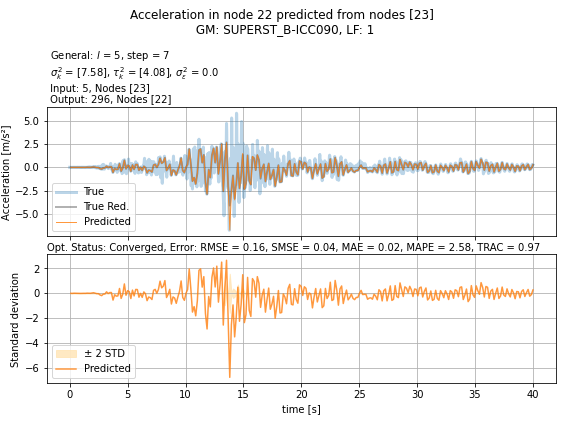 Acceleration in node 22 predicted from nodes [23]
GM: SUPERST_B-ICC090, LF: 1
General: l = 5, step = 7
σ²ₖ = [7.58], τ²ₖ = [4.08], σ²ε = 0.0
Input: 5, Nodes [23]
Output: 296, Nodes [22]
Acceleration [m/s²]
5.0
2.5
0.0
−2.5
−5.0
True
True Red.
Predicted
Opt. Status: Converged, Error: RMSE = 0.16, SMSE = 0.04, MAE = 0.02, MAPE = 2.58, TRAC = 0.97
Standard deviation
2
0
−2
−4
−6
± 2 STD
Predicted
0 5 10 15 20 25 30 35 40
time [s]